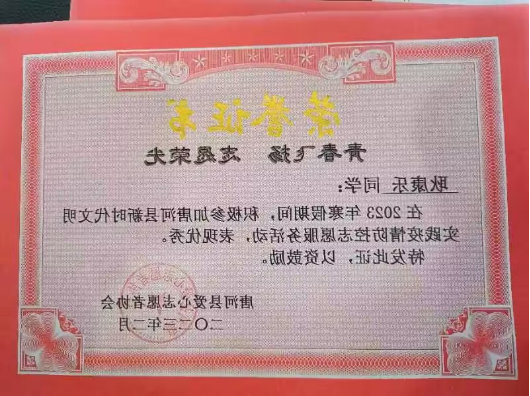 荣誉证书
青春飞扬 志愿荣光
耿康乐 同学：
在 2023 年寒假期间，积极参加唐河县新时代文明
实践疫情防控志愿服务活动，表现优秀。
特发此证，以资鼓励。
唐河县爱心志愿者协会
二〇二三年二月